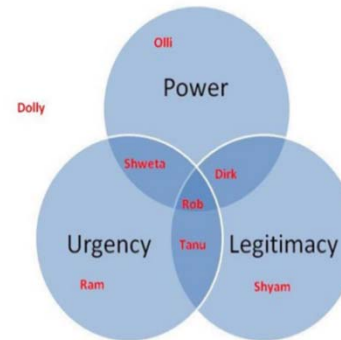 Olli
Power
Dolly
Shweta
Dirk
Rob
Urgency
Tanu
Legitimacy
Ram
Shyam